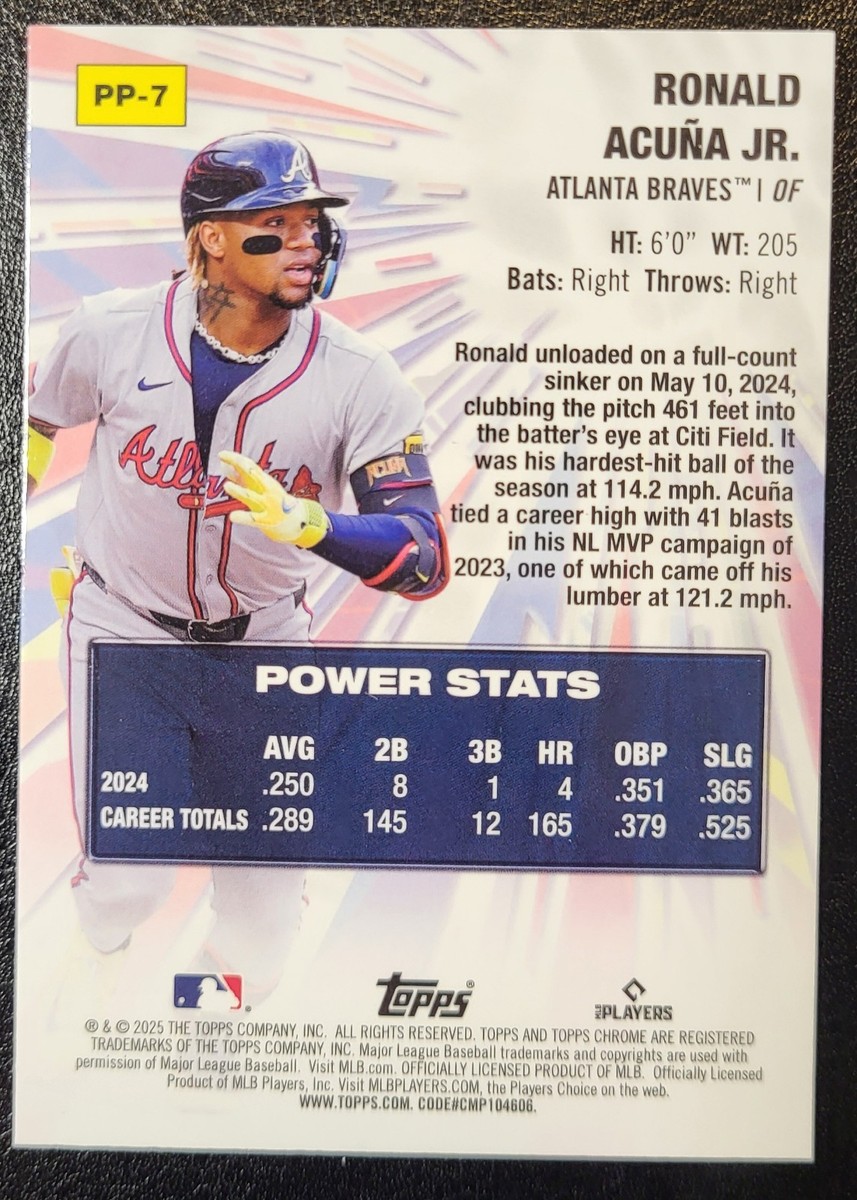 PP-7
RONALD
ACUÑA JR.
ATLANTA BRAVES™ | OF
HT: 6'0" WT: 205
Bats: Right Throws: Right
Ronald unloaded on a full-count
sinker on May 10, 2024,
clubbing the pitch 461 feet into
the batter's eye at Citi Field. It
was his hardest-hit ball of the
season at 114.2 mph. Acuña
tied a career high with 41 blasts
in his NL MVP campaign of
2023, one of which came off his
lumber at 121.2 mph.
A
Atlanta
POWER STATS
AVG 2B 3B HR OBP SLG
2024 .250 8 1 4 .351 .365
CAREER TOTALS .289 145 12 165 .379 .525
topps®
MLB PLAYERS
® & © 2025 THE TOPPS COMPANY, INC. ALL RIGHTS RESERVED. TOPPS AND TOPPS CHROME ARE REGISTERED
TRADEMARKS OF THE TOPPS COMPANY, INC. Major League Baseball trademarks and copyrights are used with
permission of Major League Baseball. Visit MLB.com. OFFICIALLY LICENSED PRODUCT OF MLB. Officially Licensed
Product of MLB Players, Inc. Visit MLBPLAYERS.COM, the Players Choice on the web.
WWW.TOPPS.COM. CODE#CMP104606.